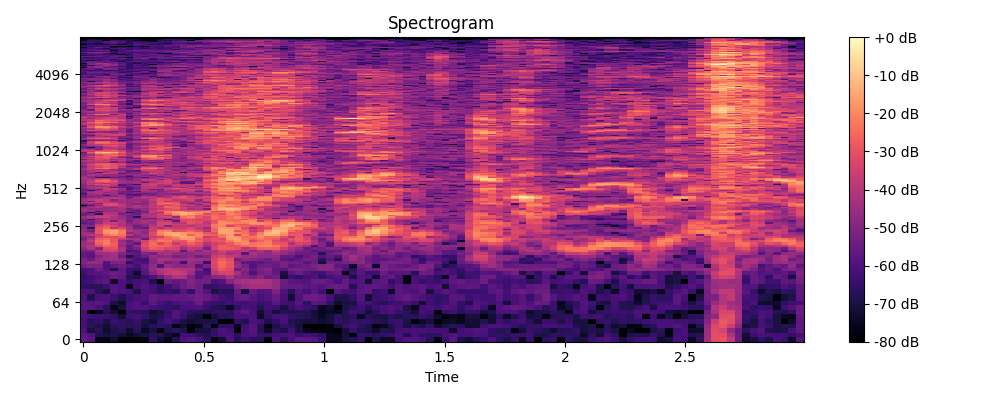 Spectrogram
Hz
4096
2048
1024
512
256
128
64
0
0 0.5 1 1.5 2 2.5
Time
+0 dB
-10 dB
-20 dB
-30 dB
-40 dB
-50 dB
-60 dB
-70 dB
-80 dB